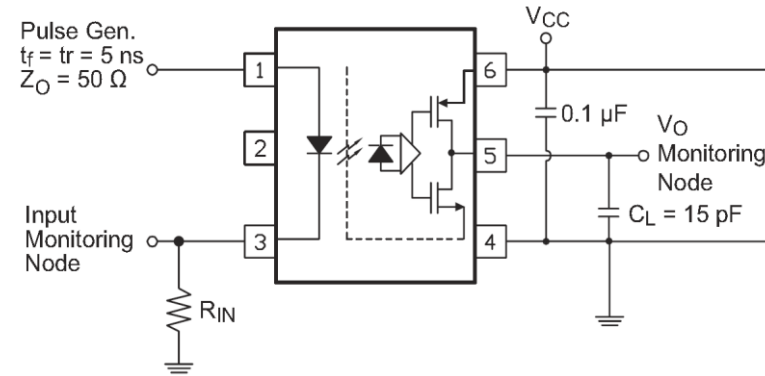 Pulse Gen.
tf = tr = 5 ns
ZO = 50 Ω
VCC
1
6
0.1 µF
VO
Monitoring
Node
2
5
Input
Monitoring
Node
3
4
CL = 15 pF
RIN